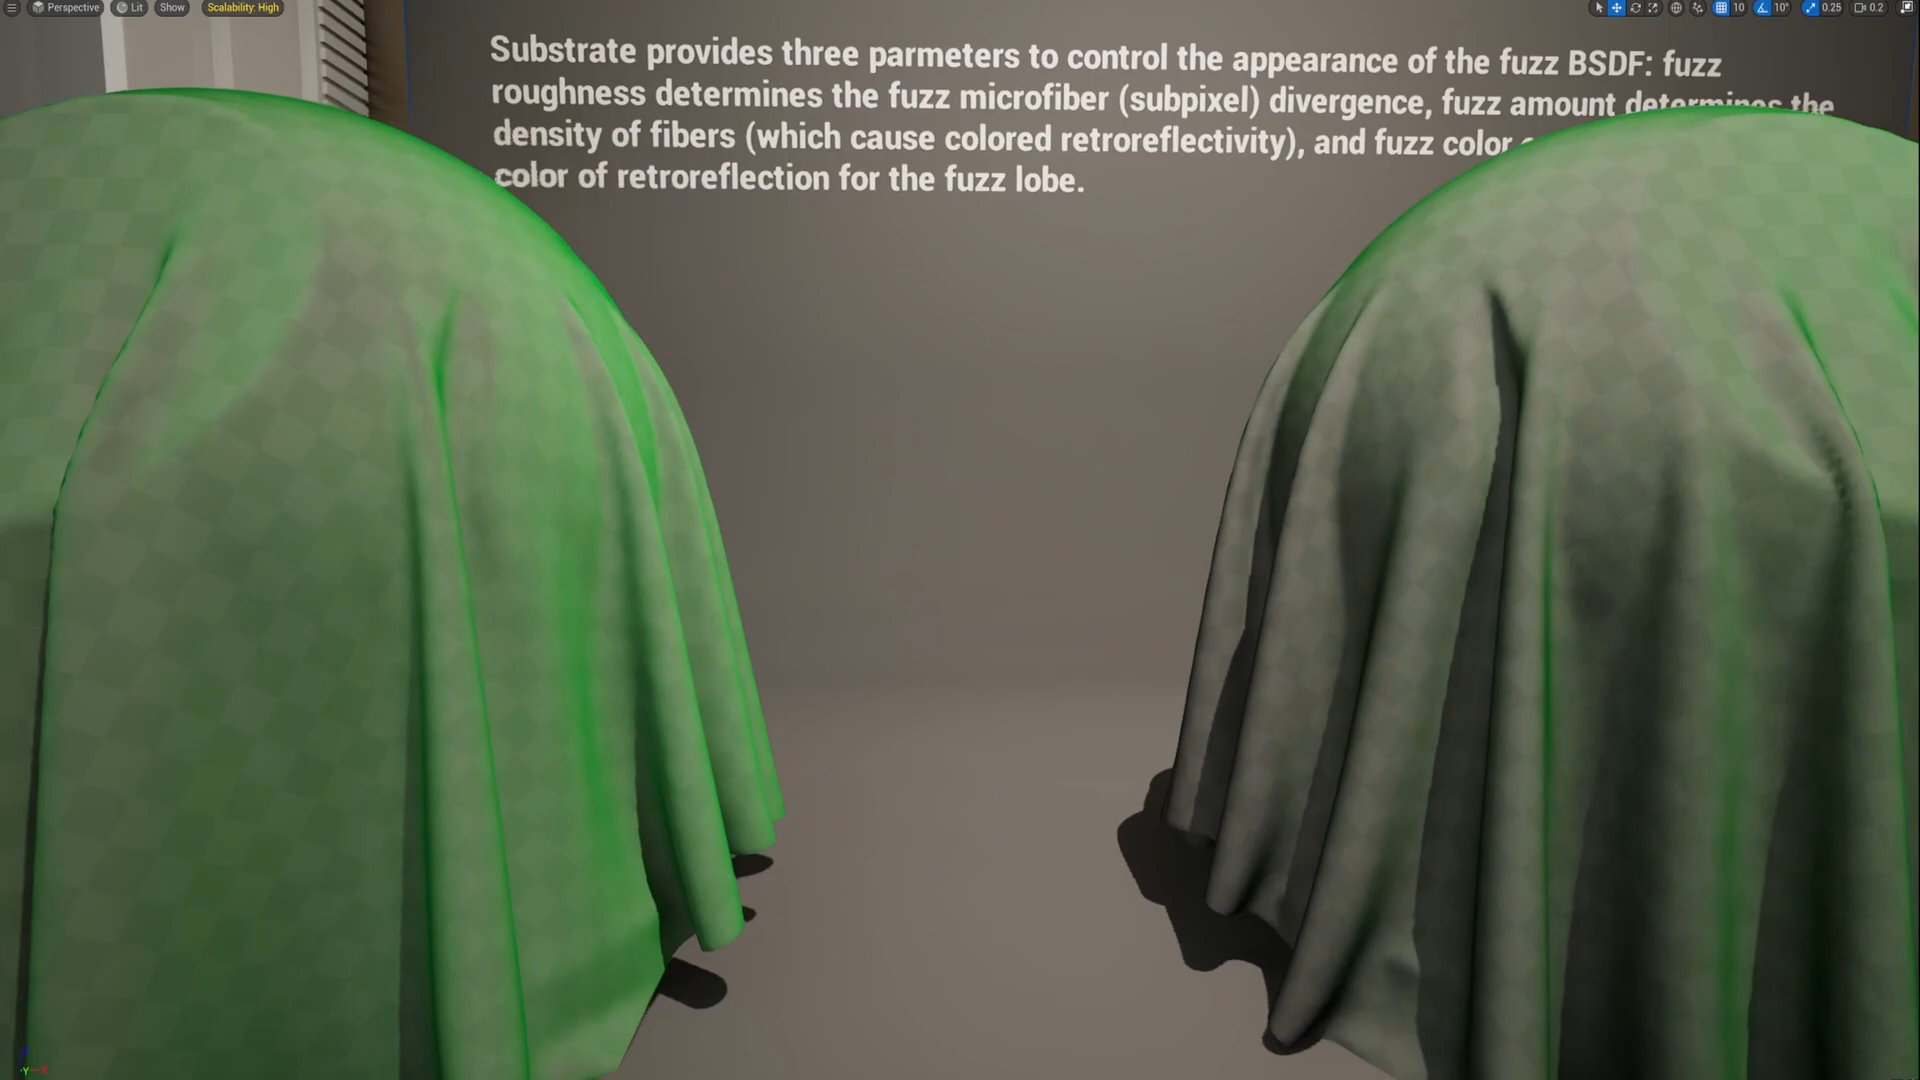 Perspective Lit Show Scalability: High 10 10° 0.25 0.2
Substrate provides three parmeters to control the appearance of the fuzz BSDF: fuzz
roughness determines the fuzz microfiber (subpixel) divergence, fuzz amount determines the
density of fibers (which cause colored retroreflectivity), and fuzz color
color of retroreflection for the fuzz lobe.
Y X